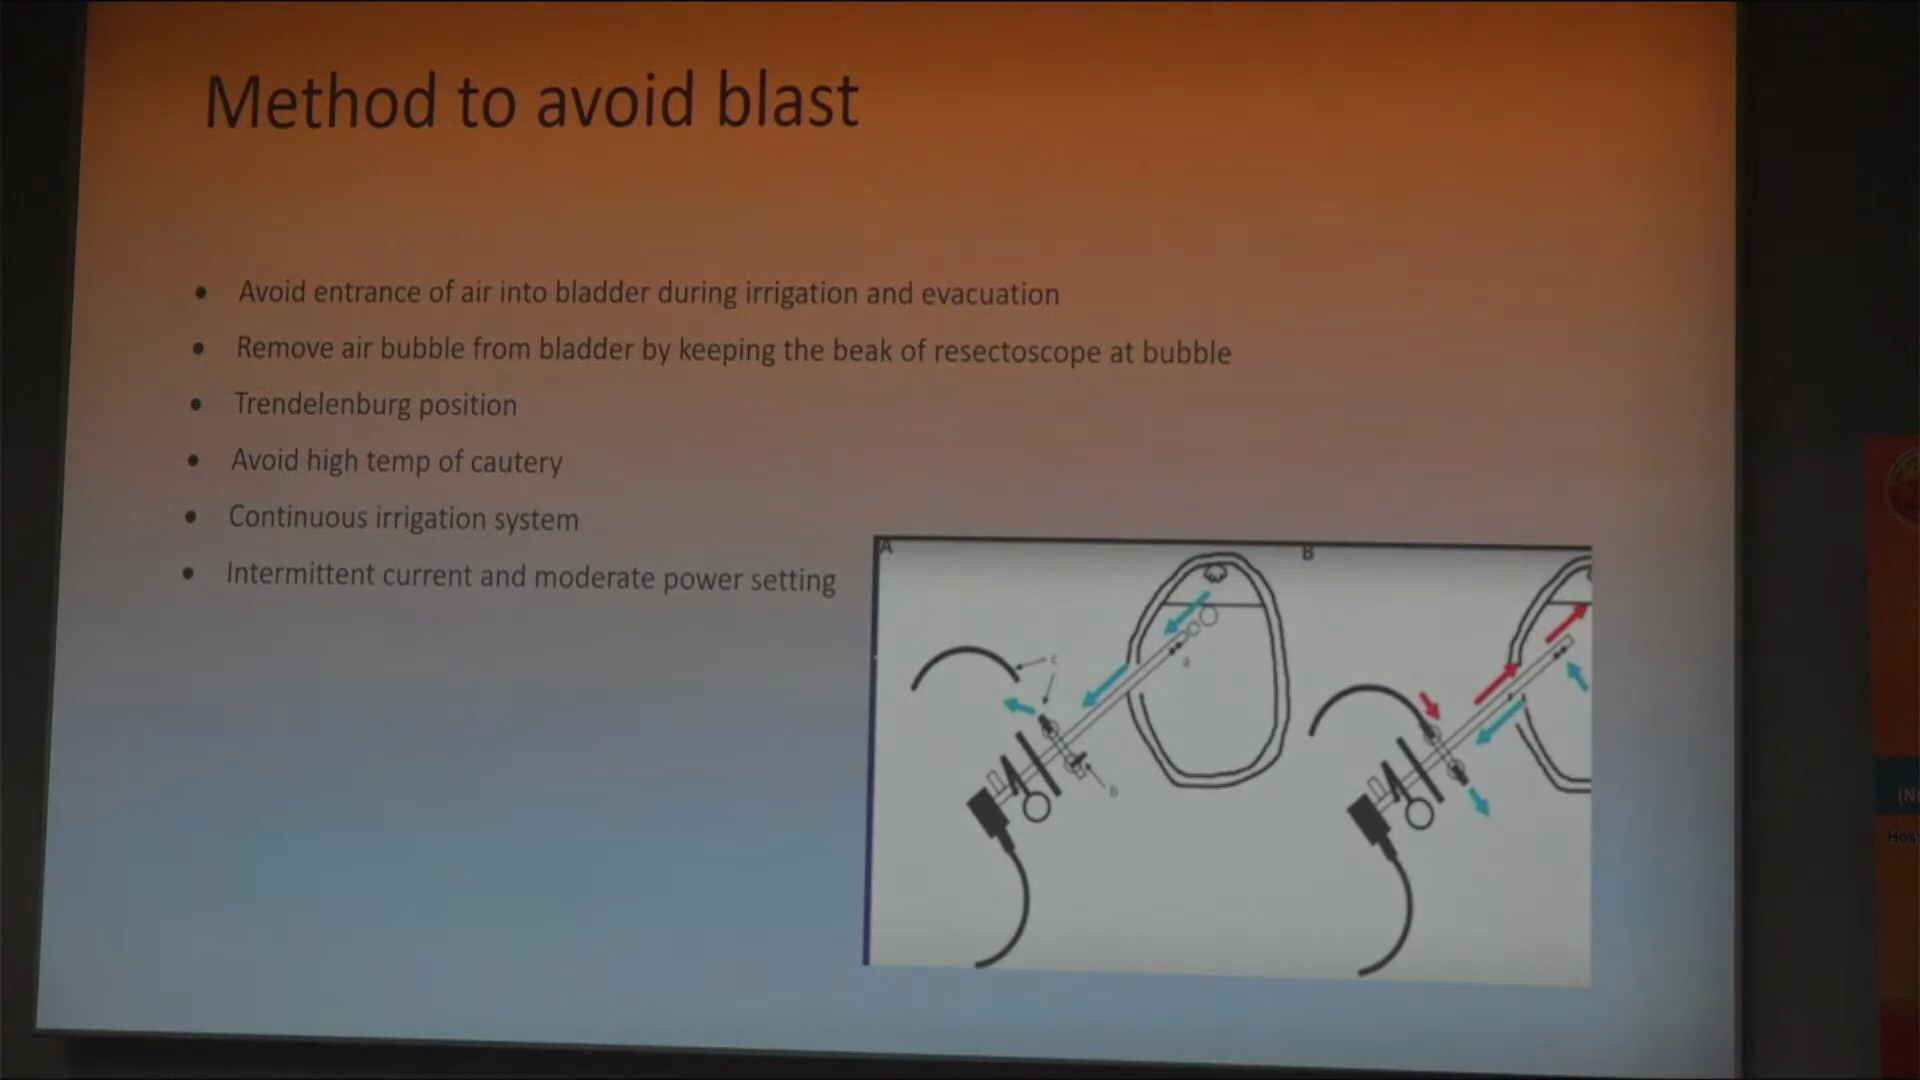 Method to avoid blast
Avoid entrance of air into bladder during irrigation and evacuation
Remove air bubble from bladder by keeping the beak of resectoscope at bubble
Trendelenburg position
Avoid high temp of cautery
Continuous irrigation system
Intermittent current and moderate power setting
A
B
c
a
b
Host